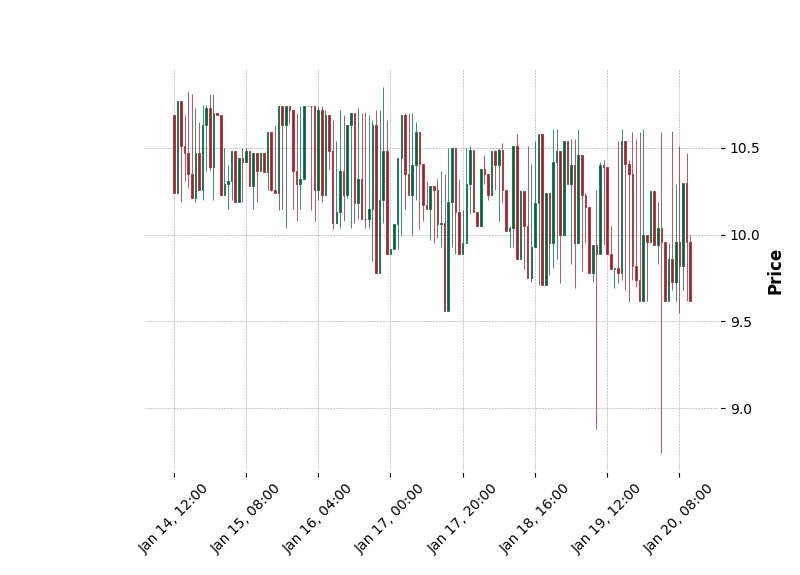 10.5
10.0
9.5
9.0
Price
Jan 14, 12:00
Jan 15, 08:00
Jan 16, 04:00
Jan 17, 00:00
Jan 17, 20:00
Jan 18, 16:00
Jan 19, 12:00
Jan 20, 08:00